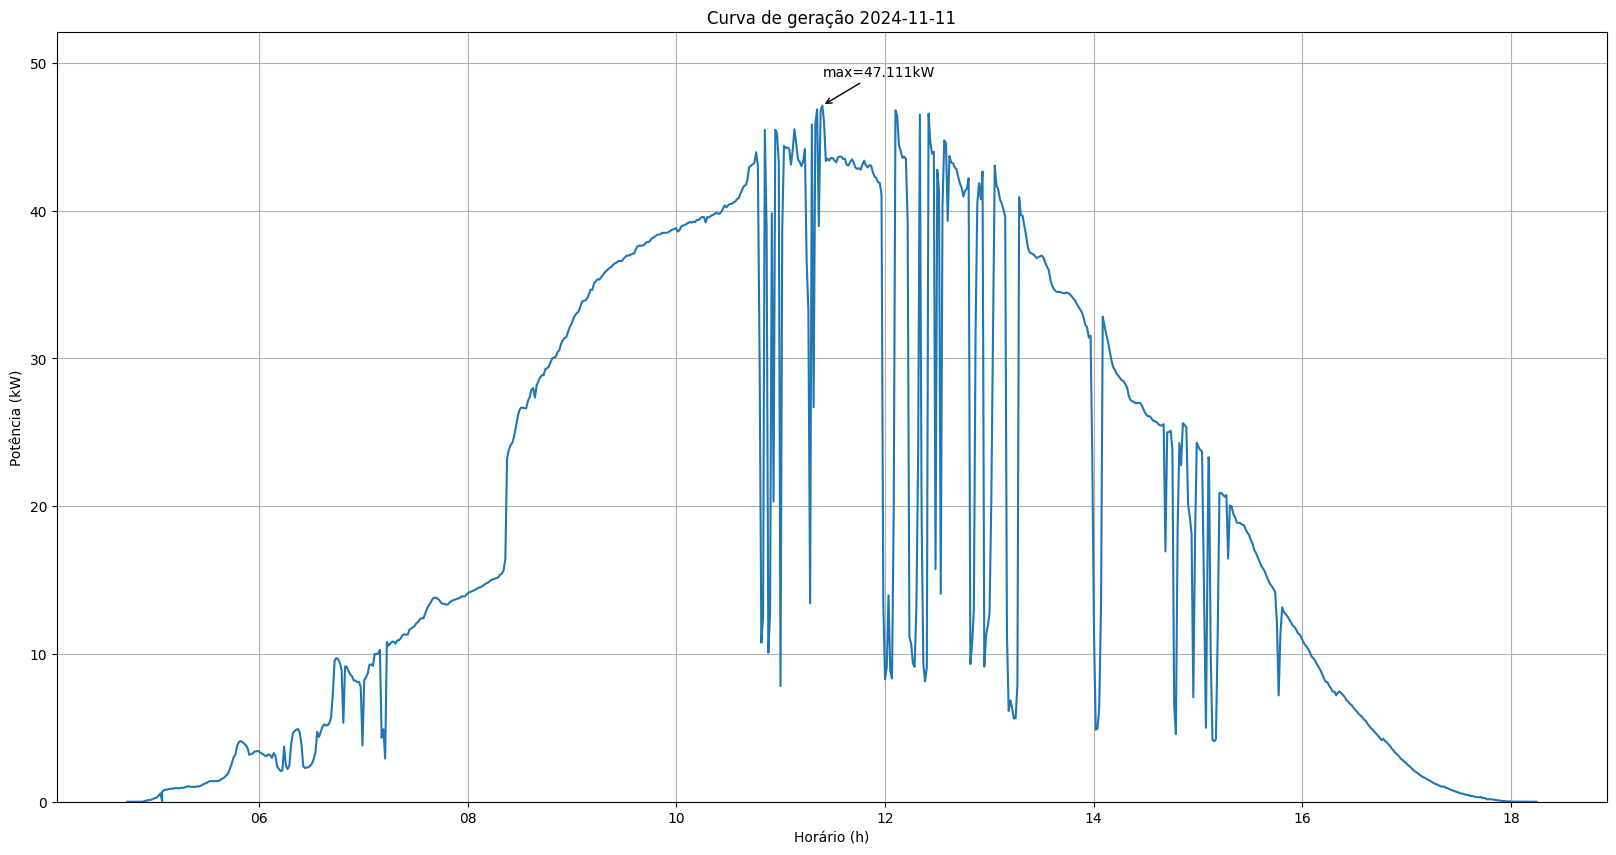 Curva de geração 2024-11-11
max=47.111kW
Potência (kW)
50
40
30
20
10
0
06 08 10 12 14 16 18
Horário (h)